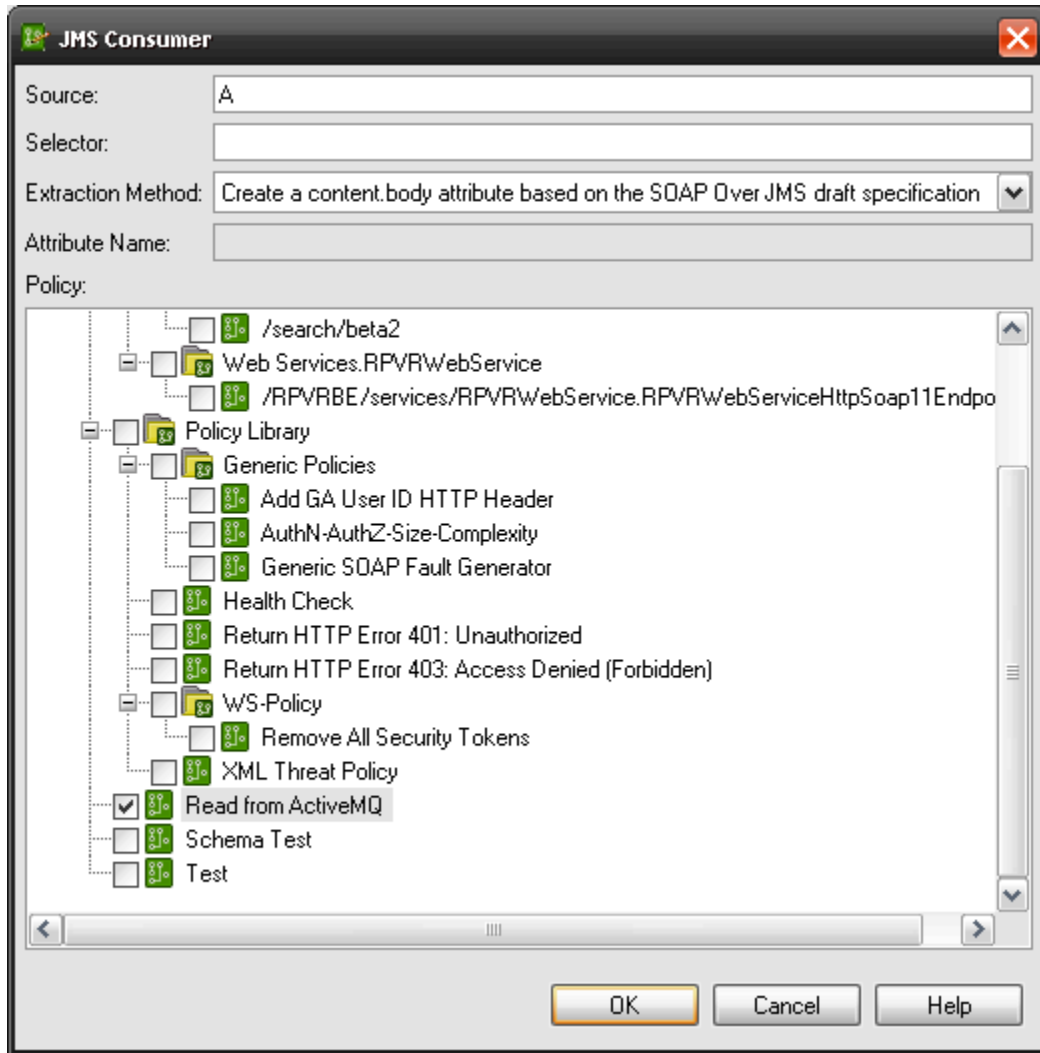 JMS Consumer
Source: A
Selector:
Extraction Method: Create a content.body attribute based on the SOAP Over JMS draft specification
Attribute Name:
Policy:
/search/beta2
Web Services.RPVRWebService
/RPVRBE/services/RPVRWebService.RPVRWebServiceHttpSoap11Endpo
Policy Library
Generic Policies
Add GA User ID HTTP Header
AuthN-AuthZ-Size-Complexity
Generic SOAP Fault Generator
Health Check
Return HTTP Error 401: Unauthorized
Return HTTP Error 403: Access Denied (Forbidden)
WS-Policy
Remove All Security Tokens
XML Threat Policy
Read from ActiveMQ
Schema Test
Test
OK Cancel Help